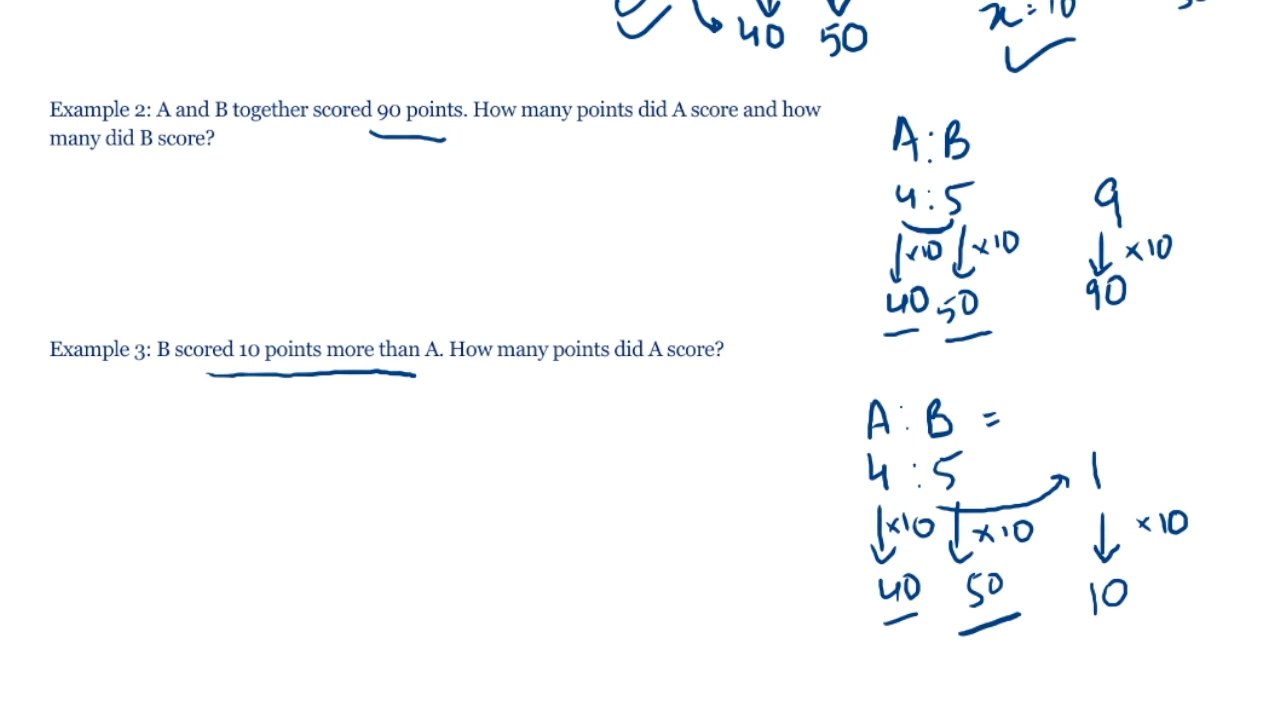 40 50
x = 10
Example 2: A and B together scored 90 points. How many points did A score and how
many did B score?
A : B
4 : 5 9
×10 ×10 ×10
40 50 90
Example 3: B scored 10 points more than A. How many points did A score?
A : B =
4 : 5 1
×10 ×10 ×10
40 50 10